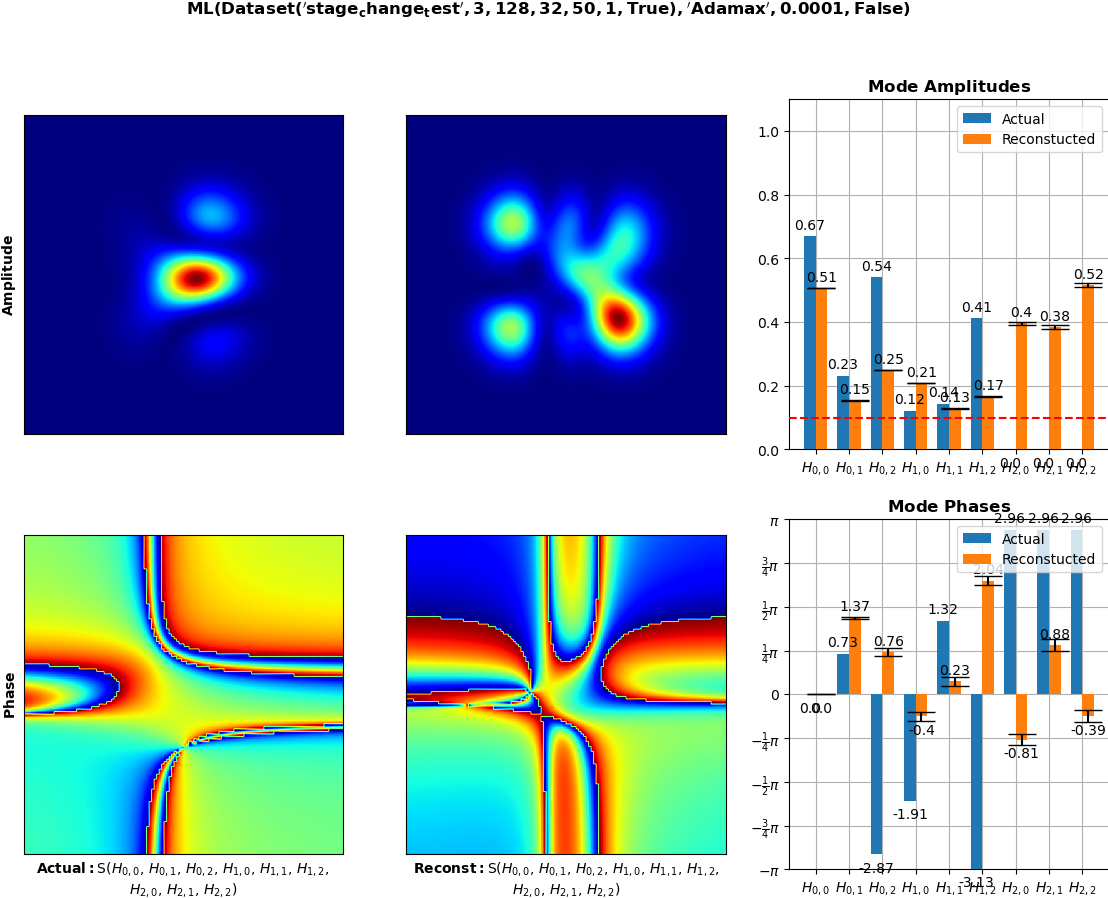 ML(Dataset('stage_change_test', 3, 128, 32, 50, 1, True), 'Adamax', 0.0001, False)
Amplitude
Mode Amplitudes
Actual
Reconstucted
1.0
0.8
0.6
0.4
0.2
0.0
0.67
0.51
0.23
0.15
0.54
0.25
0.12
0.21
0.14
0.13
0.41
0.17
0.0
0.4
0.0
0.38
0.0
0.52
H0,0 H0,1 H0,2 H1,0 H1,1 H1,2 H2,0 H2,1 H2,2
Phase
Mode Phases
Actual
Reconstucted
π
3/4π
1/2π
1/4π
0
−1/4π
−1/2π
−3/4π
−π
0.0
0.0
0.73
1.37
-2.87
0.76
-1.91
-0.4
1.32
0.23
-3.13
2.04
2.96
-0.81
2.96
0.88
2.96
-0.39
H0,0 H0,1 H0,2 H1,0 H1,1 H1,2 H2,0 H2,1 H2,2
Actual: S(H0,0, H0,1, H0,2, H1,0, H1,1, H1,2,
H2,0, H2,1, H2,2)
Reconst: S(H0,0, H0,1, H0,2, H1,0, H1,1, H1,2,
H2,0, H2,1, H2,2)